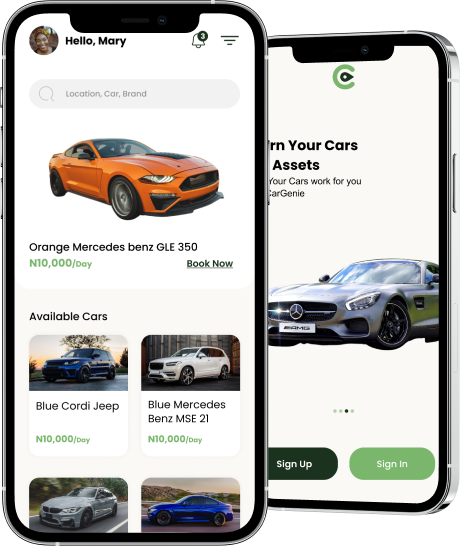 Hello, Mary
3
Location, Car, Brand
Orange Mercedes benz GLE 350
N10,000/Day
Book Now
Available Cars
Blue Cordi Jeep
N10,000/Day
Blue Mercedes
Benz MSE 21
N10,000/Day
rn Your Cars
Assets
Your Cars work for you
CarGenie
AMG
Sign Up
Sign In